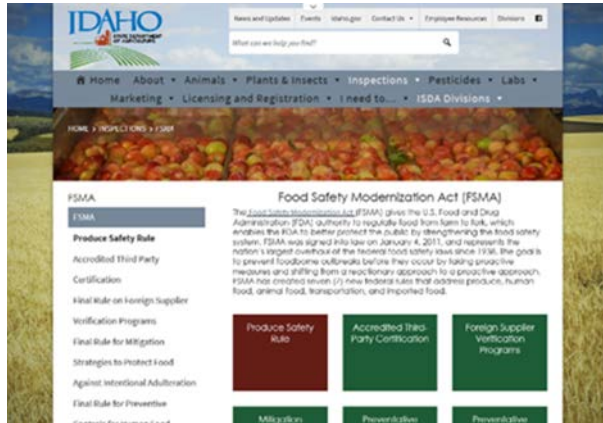 IDAHO
STATE DEPARTMENT
OF AGRICULTURE
News and Updates Events Idaho.gov Contact Us Employee Resources Divisions
What can we help you find?
Home About Animals Plants & Insects Inspections Pesticides Labs
Marketing Licensing and Registration I need to... ISDA Divisions
HOME > INSPECTIONS > FSMA
FSMA
FSMA
Produce Safety Rule
Accredited Third Party
Certification
Final Rule on Foreign Supplier
Verification Programs
Final Rule for Mitigation
Strategies to Protect Food
Against Intentional Adulteration
Final Rule for Preventive
Controls for Human Food
Food Safety Modernization Act (FSMA)
The Food Safety Modernization Act (FSMA) gives the U.S. Food and Drug
Administration (FDA) authority to regulate food from farm to fork, which
enables the FDA to better protect the public by strengthening the food safety
system. FSMA was signed into law on January 4, 2011, and represents the
nation's largest overhaul of the federal food safety laws since 1938. The goal is
to prevent foodborne outbreaks before they occur by taking proactive
measures and shifting from a reactionary approach to a proactive approach.
FSMA has created seven (7) new federal rules that address produce, human
food, animal food, transportation, and imported food.
Produce Safety
Rule
Accredited Third-
Party Certification
Foreign Supplier
Verification
Programs
Mitigation
Preventative
Preventative